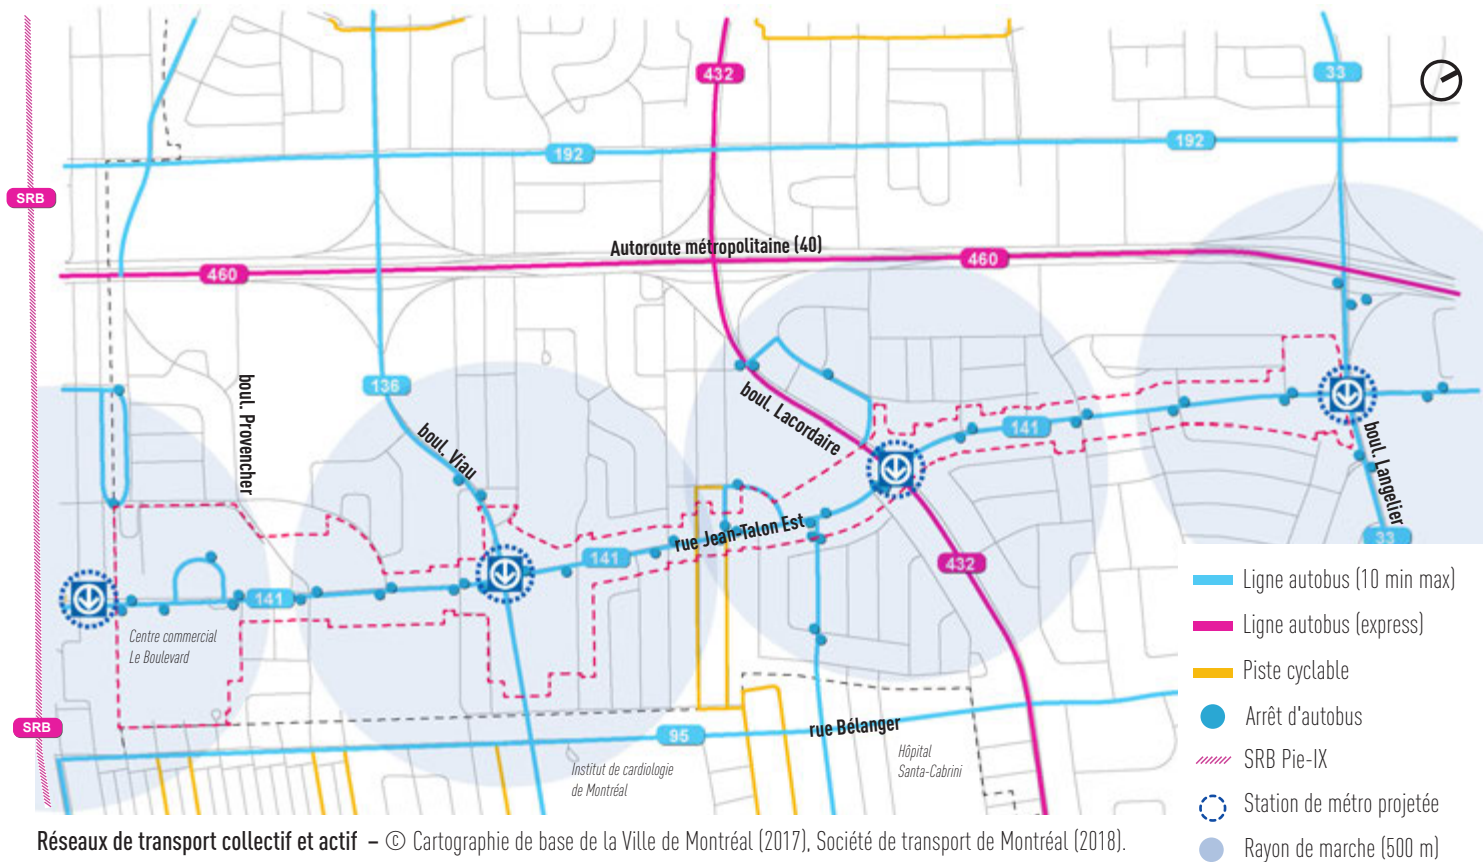 432
33
192
192
SRB
Autoroute métropolitaine (40)
460
460
136
boul. Provencher
boul. Viau
boul. Lacordaire
141
boul. Langelier
33
rue Jean-Talon Est
141
432
141
Centre commercial
Le Boulevard
SRB
rue Bélanger
95
Hôpital
Santa-Cabrini
Institut de cardiologie
de Montréal
Ligne autobus (10 min max)
Ligne autobus (express)
Piste cyclable
Arrêt d'autobus
SRB Pie-IX
Station de métro projetée
Rayon de marche (500 m)
Réseaux de transport collectif et actif – © Cartographie de base de la Ville de Montréal (2017), Société de transport de Montréal (2018).